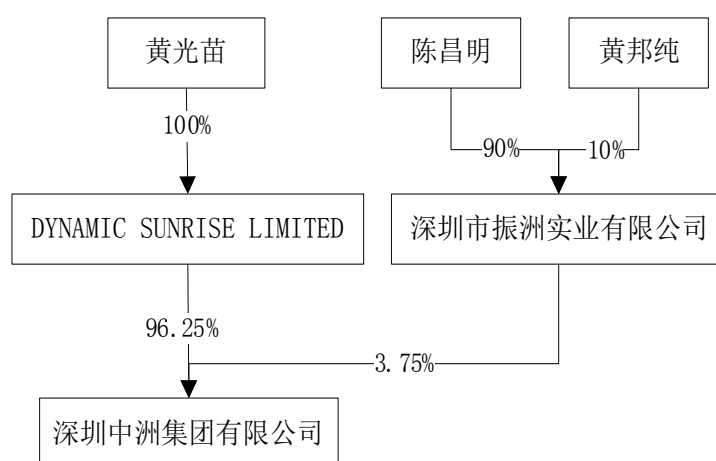 黄光苗
陈昌明
黄邦纯
100%
90%
10%
DYNAMIC SUNRISE LIMITED
深圳市振洲实业有限公司
96.25%
3.75%
深圳中洲集团有限公司